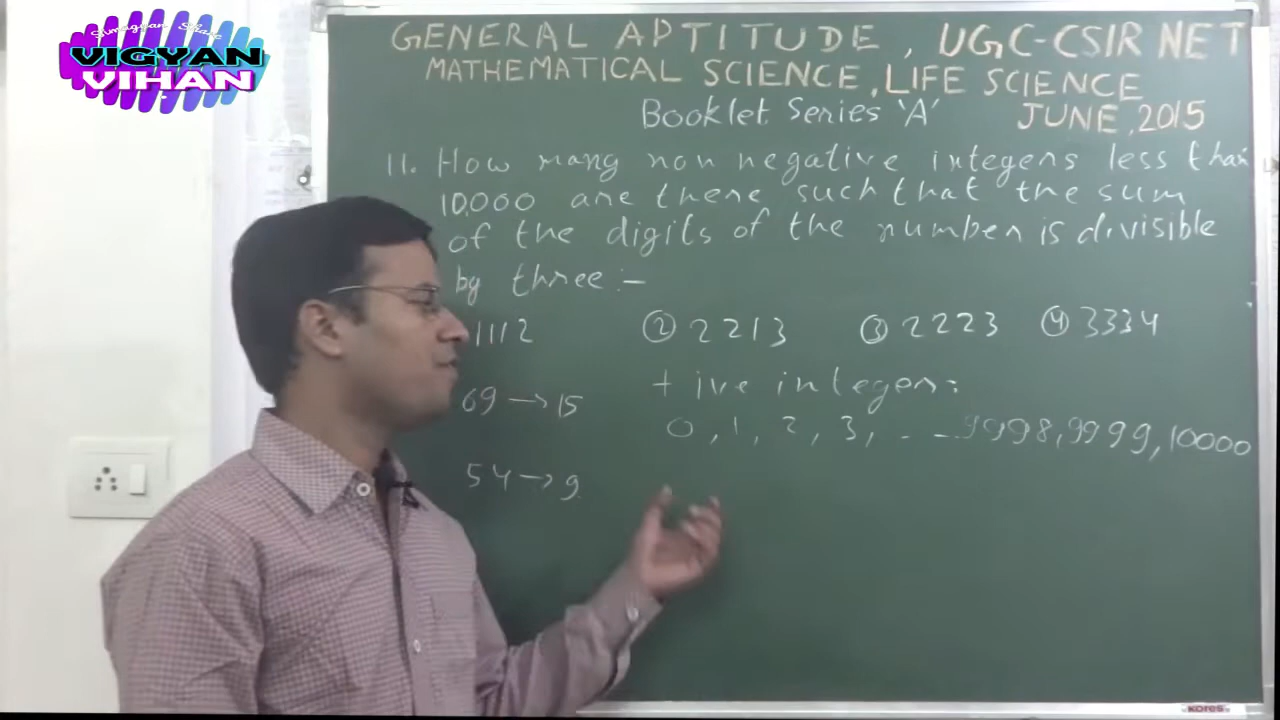 Sumagyan Share
VIGYAN
VIHAN
GENERAL APTITUDE, UGC-CSIR NET
MATHEMATICAL SCIENCE, LIFE SCIENCE
Booklet Series 'A' JUNE, 2015
11. How many non negative integers less than
10,000 are there such that the sum
of the digits of the number is divisible
by three :-
1112 ② 2213 ③ 2223 ④ 3334
+ive integer:
69 → 15
0, 1, 2, 3, . - - 9998, 9999, 10000
54 → 9
Kores